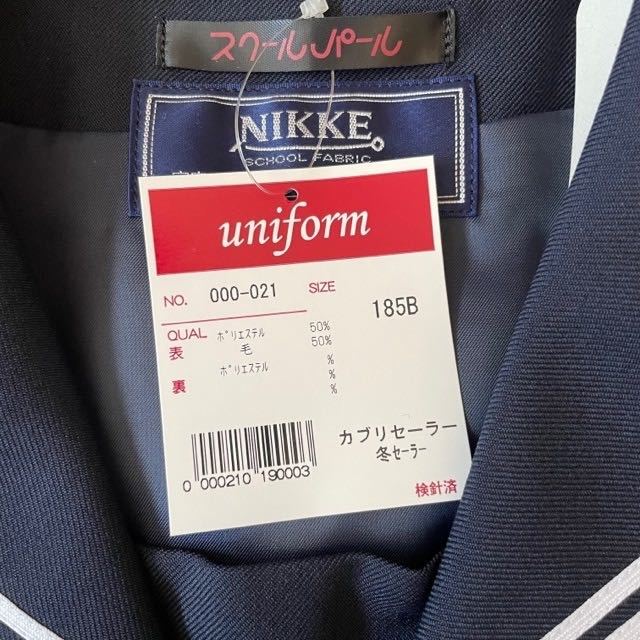 スクールパール
NIKKE
SCHOOL FABRIC
uniform
NO. 000-021 SIZE 185B
QUAL ポリエステル 50%
表 毛 50%
ポリエステル %
裏 %
%
カブリセーラー
冬セーラー
0 000210 190003
検針済